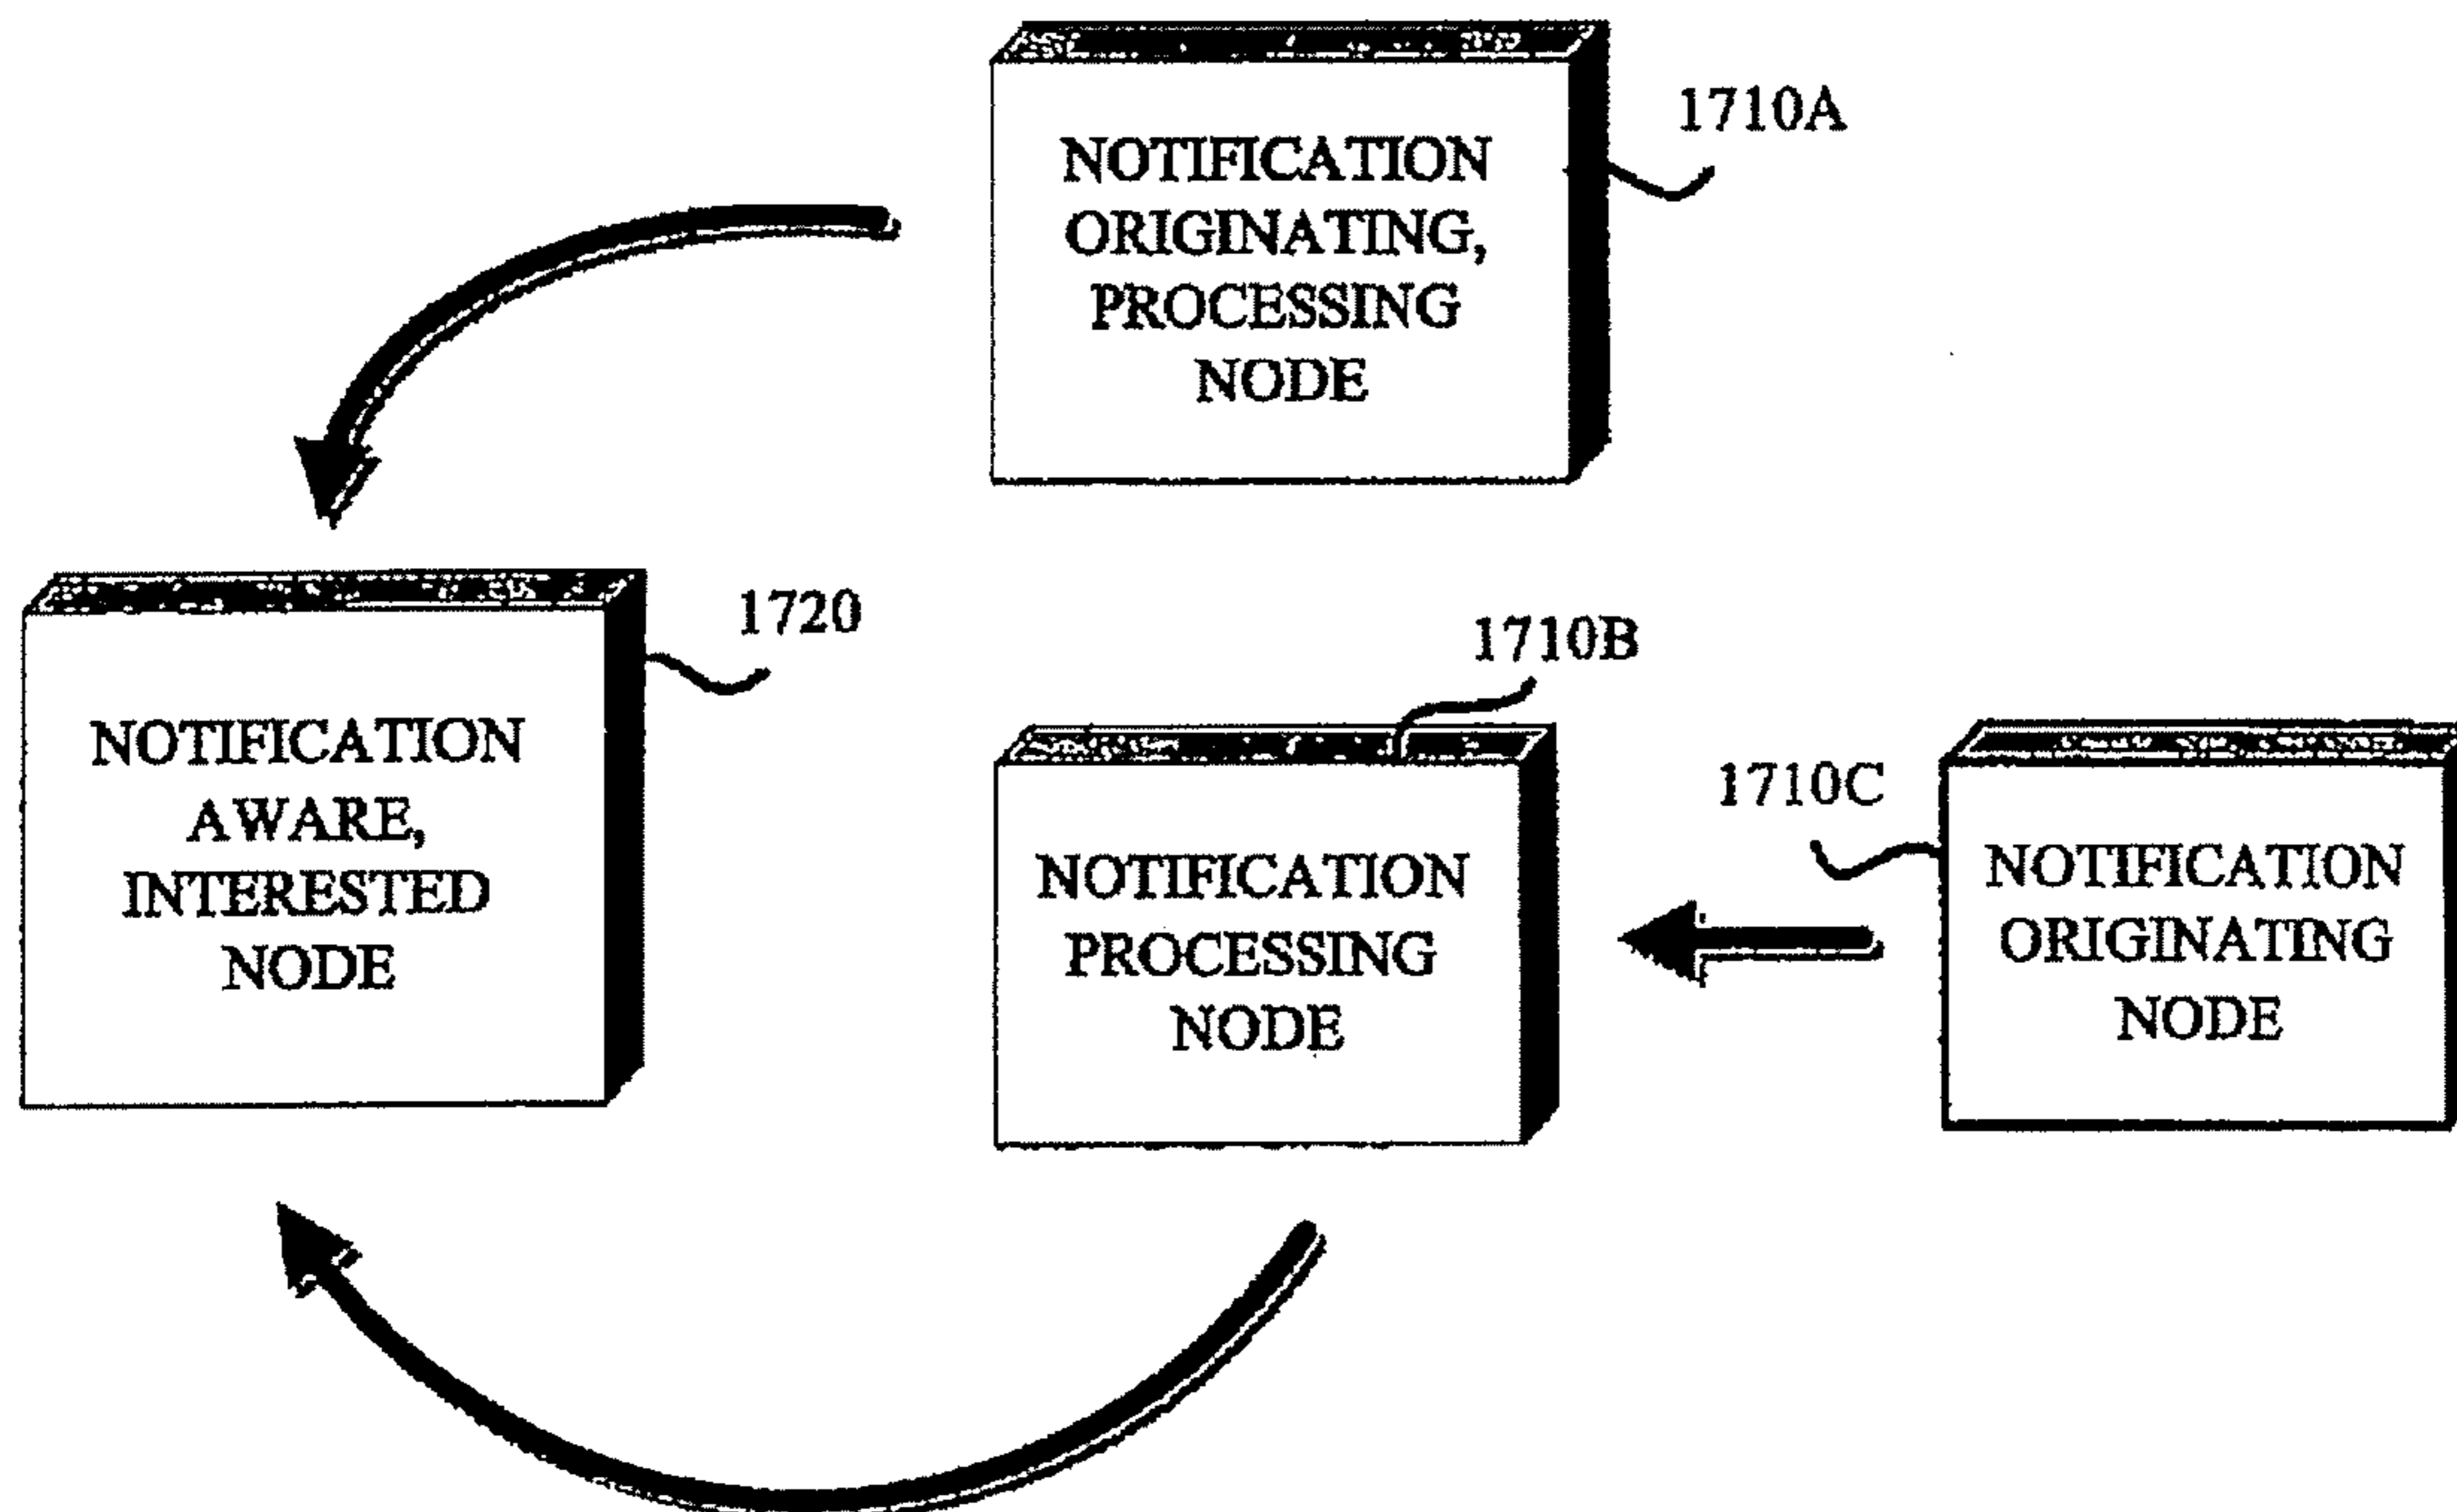 1710A
NOTIFICATION
ORIGINATING,
PROCESSING
NODE
1720
NOTIFICATION
AWARE,
INTERESTED
NODE
1710B
NOTIFICATION
PROCESSING
NODE
1710C
NOTIFICATION
ORIGINATING
NODE